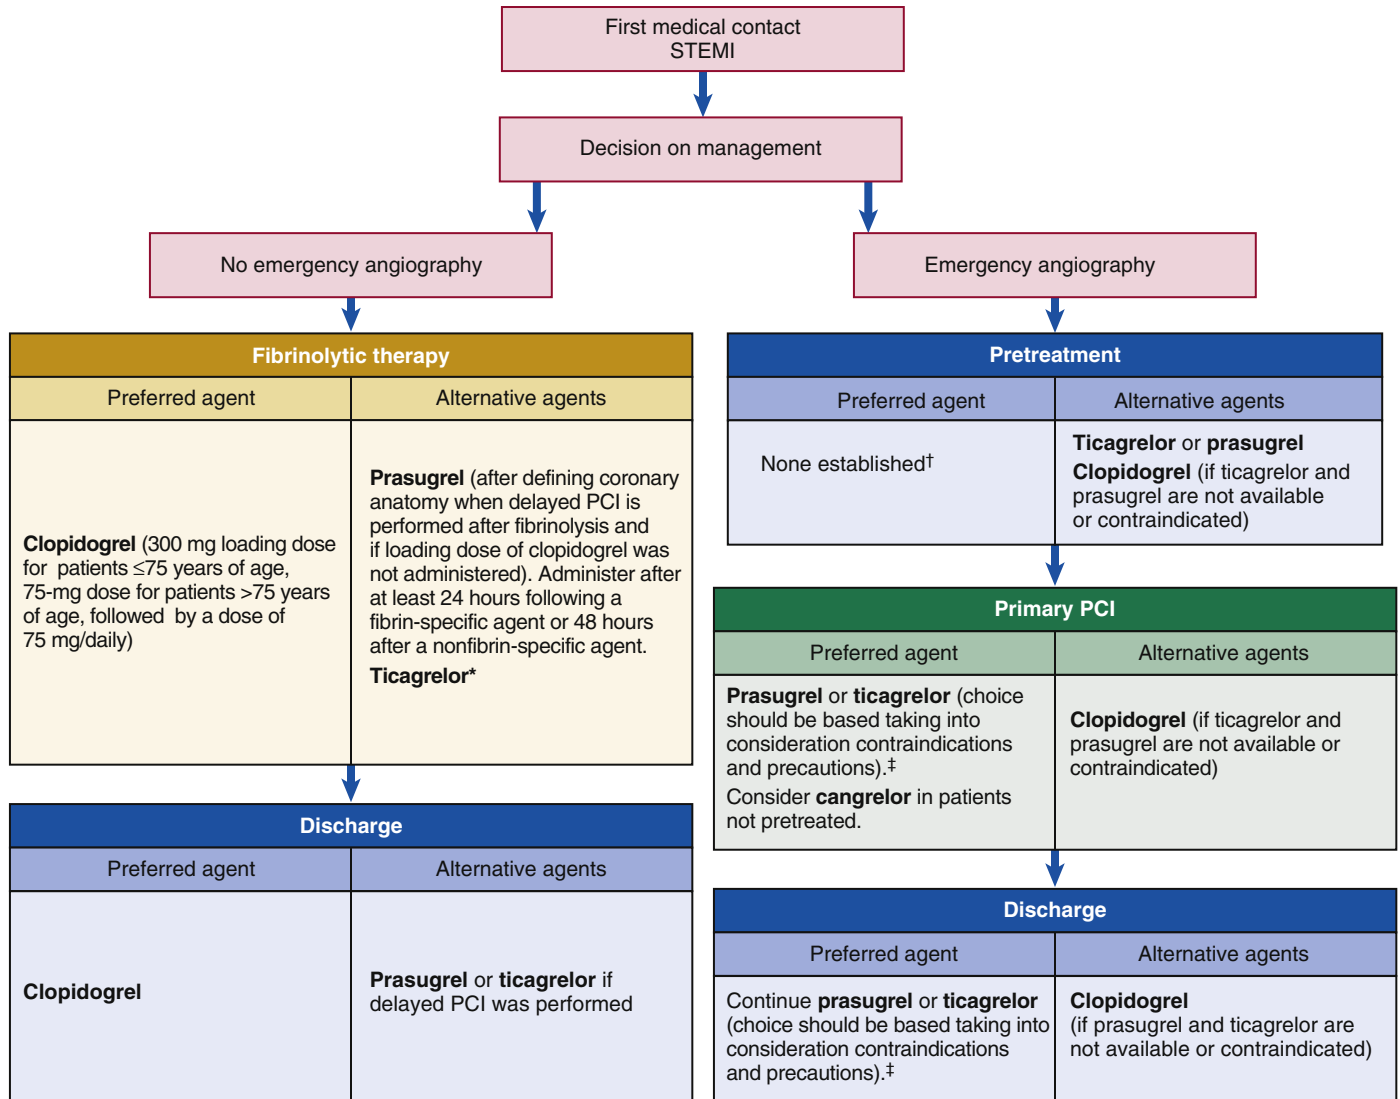 First medical contact
STEMI
Decision on management
No emergency angiography
Emergency angiography
Fibrinolytic therapy
Preferred agent
Alternative agents
Clopidogrel (300 mg loading dose
for patients ≤75 years of age,
75-mg dose for patients >75 years
of age, followed by a dose of
75 mg/daily)
Prasugrel (after defining coronary
anatomy when delayed PCI is
performed after fibrinolysis and
if loading dose of clopidogrel was
not administered). Administer after
at least 24 hours following a
fibrin-specific agent or 48 hours
after a nonfibrin-specific agent.
Ticagrelor*
Discharge
Preferred agent
Alternative agents
Clopidogrel
Prasugrel or ticagrelor if
delayed PCI was performed
Pretreatment
Preferred agent
Alternative agents
None established†
Ticagrelor or prasugrel
Clopidogrel (if ticagrelor and
prasugrel are not available
or contraindicated)
Primary PCI
Preferred agent
Alternative agents
Prasugrel or ticagrelor (choice
should be based taking into
consideration contraindications
and precautions).‡
Consider cangrelor in patients
not pretreated.
Clopidogrel (if ticagrelor and
prasugrel are not available or
contraindicated)
Discharge
Preferred agent
Alternative agents
Continue prasugrel or ticagrelor
(choice should be based taking into
consideration contraindications
and precautions).‡
Clopidogrel
(if prasugrel and ticagrelor are
not available or contraindicated)